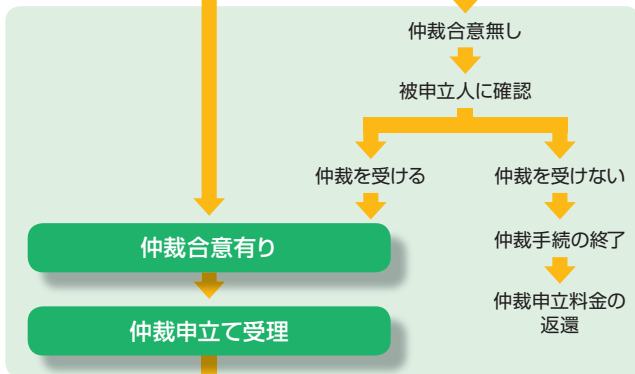 仲裁合意無し
被申立人に確認
仲裁を受ける
仲裁を受けない
仲裁合意有り
仲裁手続の終了
仲裁申立て受理
仲裁申立料金の
返還